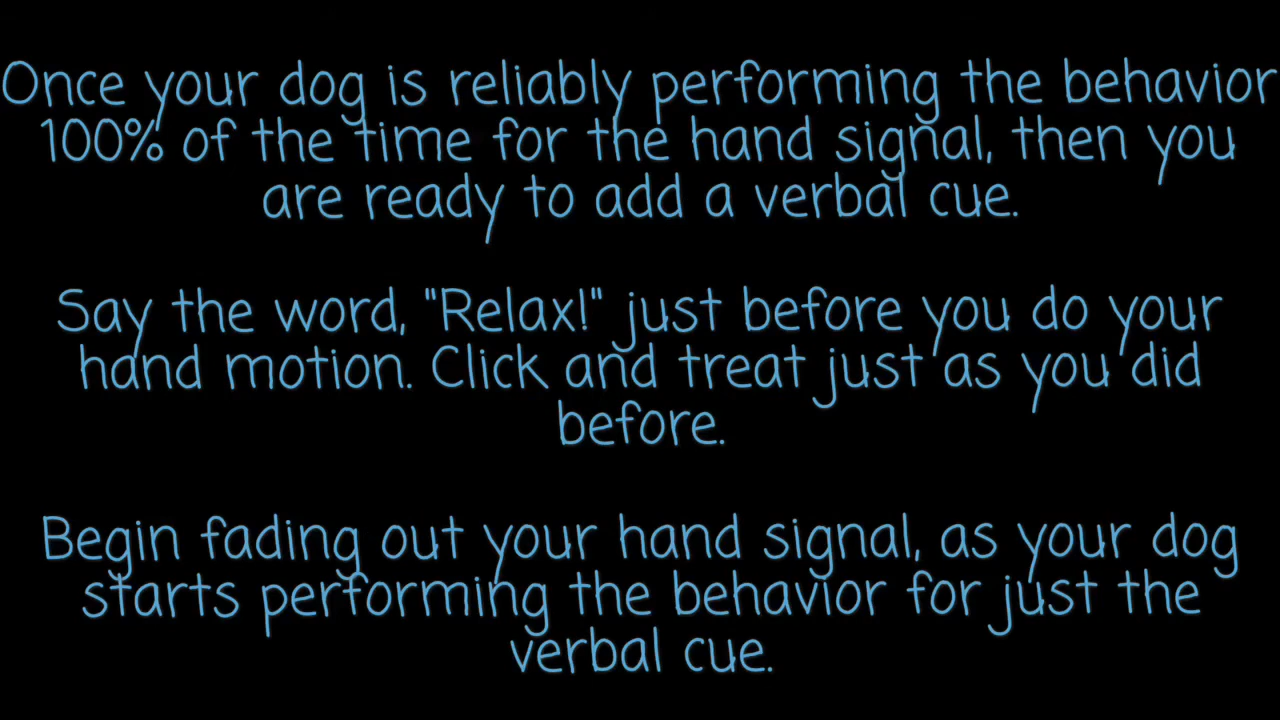 Once your dog is reliably performing the behavior
100% of the time for the hand signal, then you
are ready to add a verbal cue.
Say the word, "Relax!" just before you do your
hand motion. Click and treat just as you did
before.
Begin fading out your hand signal, as your dog
starts performing the behavior for just the
verbal cue.